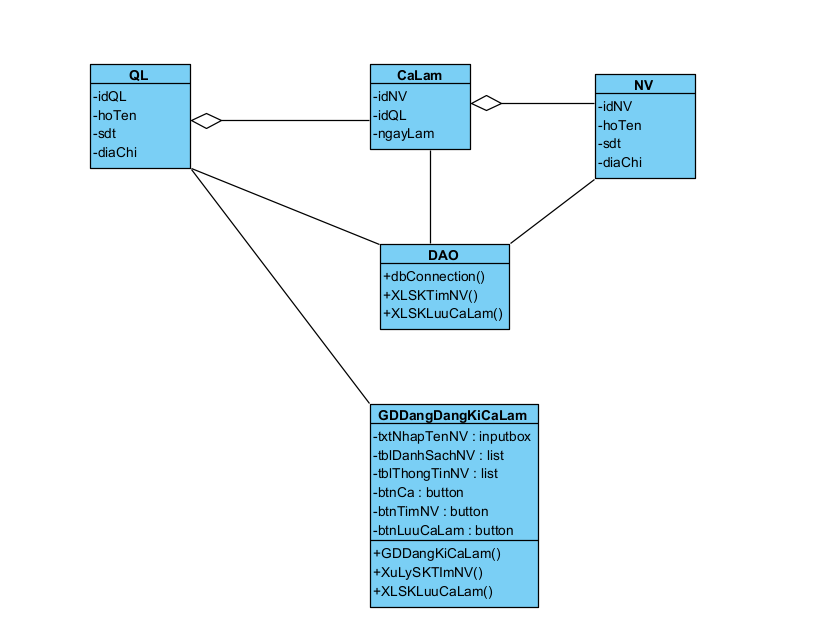 QL
-idQL
-hoTen
-sdt
-diaChi
CaLam
-idNV
-idQL
-ngayLam
NV
-idNV
-hoTen
-sdt
-diaChi
DAO
+dbConnection()
+XLSKTimNV()
+XLSKLuuCaLam()
GDDangDangKiCaLam
-txtNhapTenNV : inputbox
-tblDanhSachNV : list
-tblThongTinNV : list
-btnCa : button
-btnTimNV : button
-btnLuuCaLam : button
+GDDangKiCaLam()
+XuLySKTImNV()
+XLSKLuuCaLam()